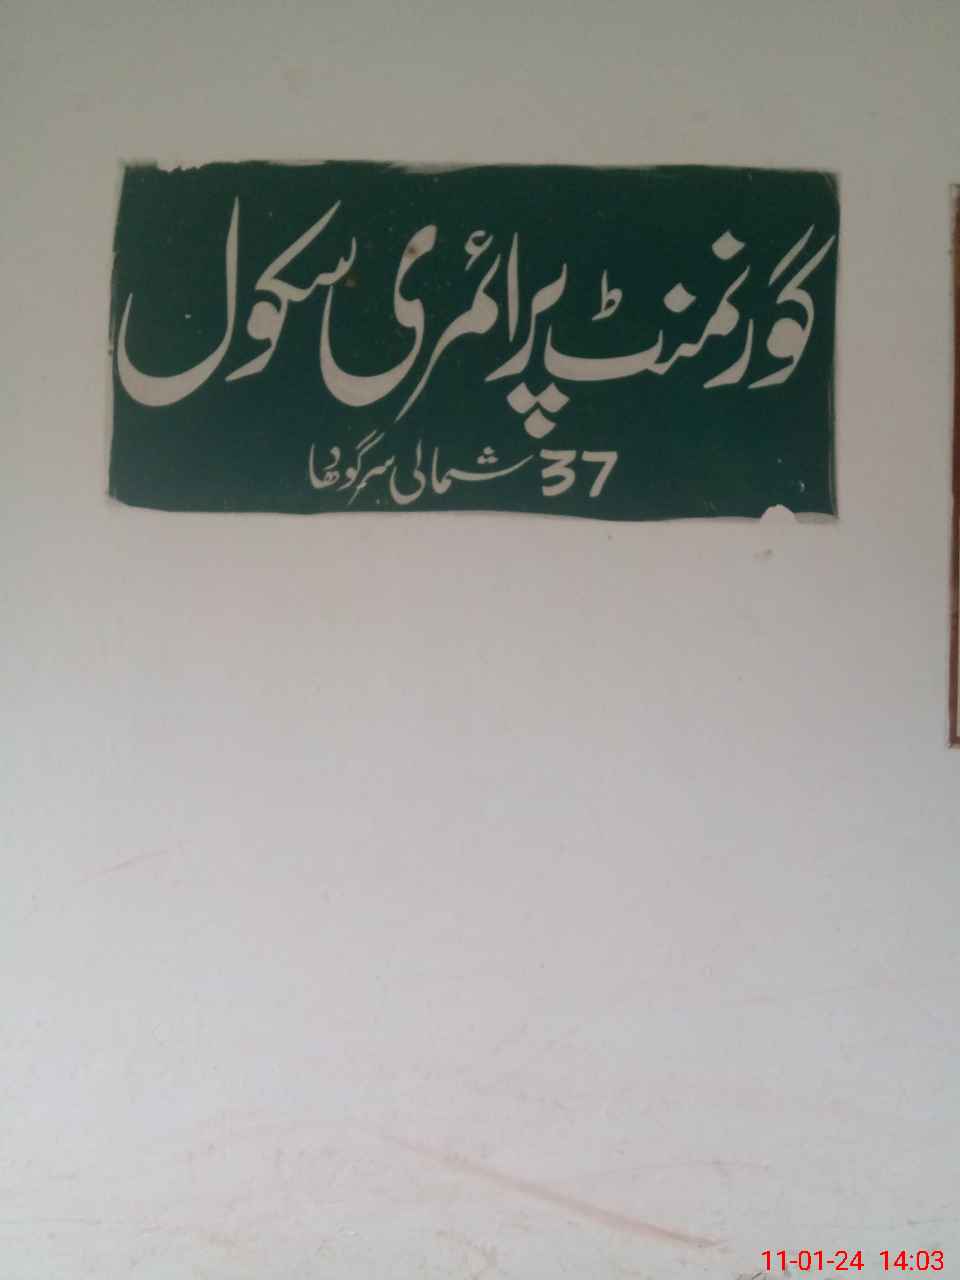 گورنمنٹ پرائمری سکول
37 شمالی سرگودھا
11-01-24 14:03